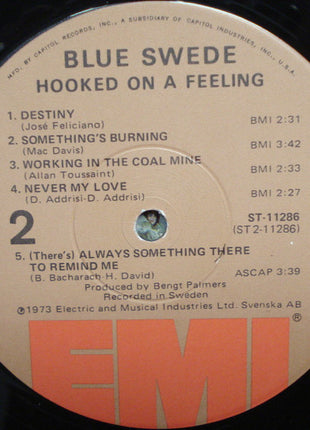 MFD. BY CAPITOL RECORDS, INC., A SUBSIDIARY OF CAPITOL INDUSTRIES, INC., U.S.A.
BLUE SWEDE
HOOKED ON A FEELING
1. DESTINY
(José Feliciano) BMI 2:31
2. SOMETHING'S BURNING
(Mac Davis) BMI 3:42
3. WORKING IN THE COAL MINE
(Allan Toussaint) BMI 2:33
4. NEVER MY LOVE
(D. Addrisi-D. Addrisi) BMI 2:27
2
ST-11286
(ST2-11286)
5. (There's) ALWAYS SOMETHING THERE
TO REMIND ME
(B. Bacharach-H. David) ASCAP 3:39
Produced by Bengt Palmers
Recorded in Sweden
℗1973 Electric and Musical Industries Ltd. Svenska AB
EMI ®